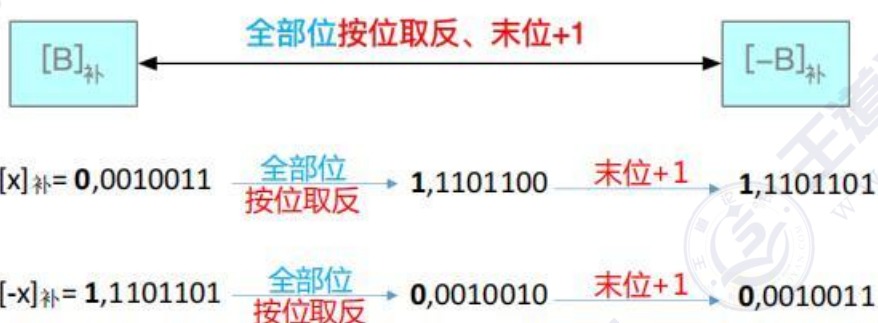 全部位按位取反、末位+1
[B]补
[-B]补
[x]补= 0,0010011 全部位 按位取反 1,1101100 末位+1 1,1101101
[-x]补= 1,1101101 全部位 按位取反 0,0010010 末位+1 0,0010011
王道